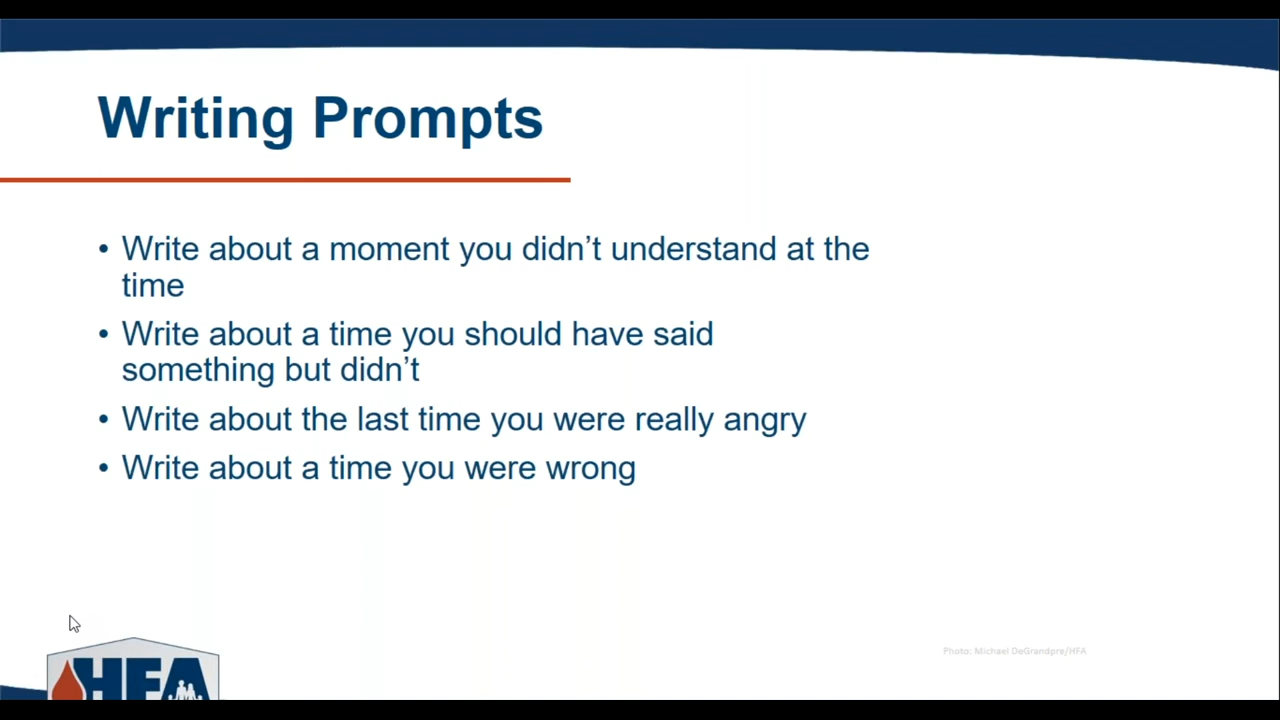 Writing Prompts
• Write about a moment you didn’t understand at the
time
• Write about a time you should have said
something but didn’t
• Write about the last time you were really angry
• Write about a time you were wrong
Photo: Michael DeGrandpre/HFA
HFA